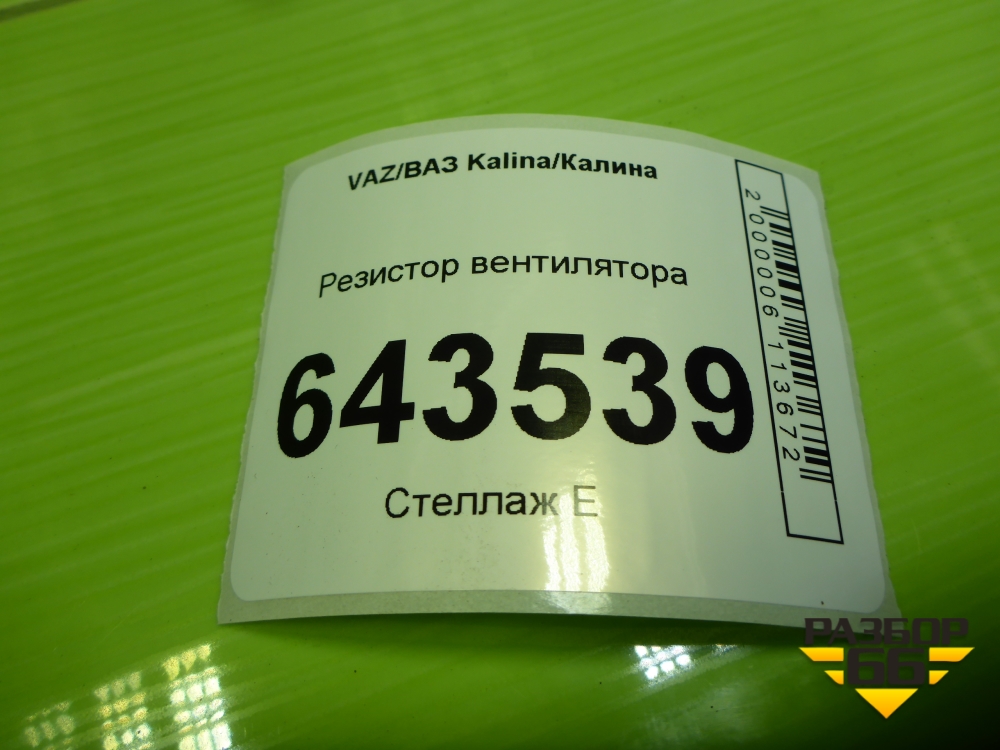 VAZ/ВАЗ Kalina/Калина
Резистор вентилятора
643539
Стеллаж Е
2000006113672
РАЗБОР
66